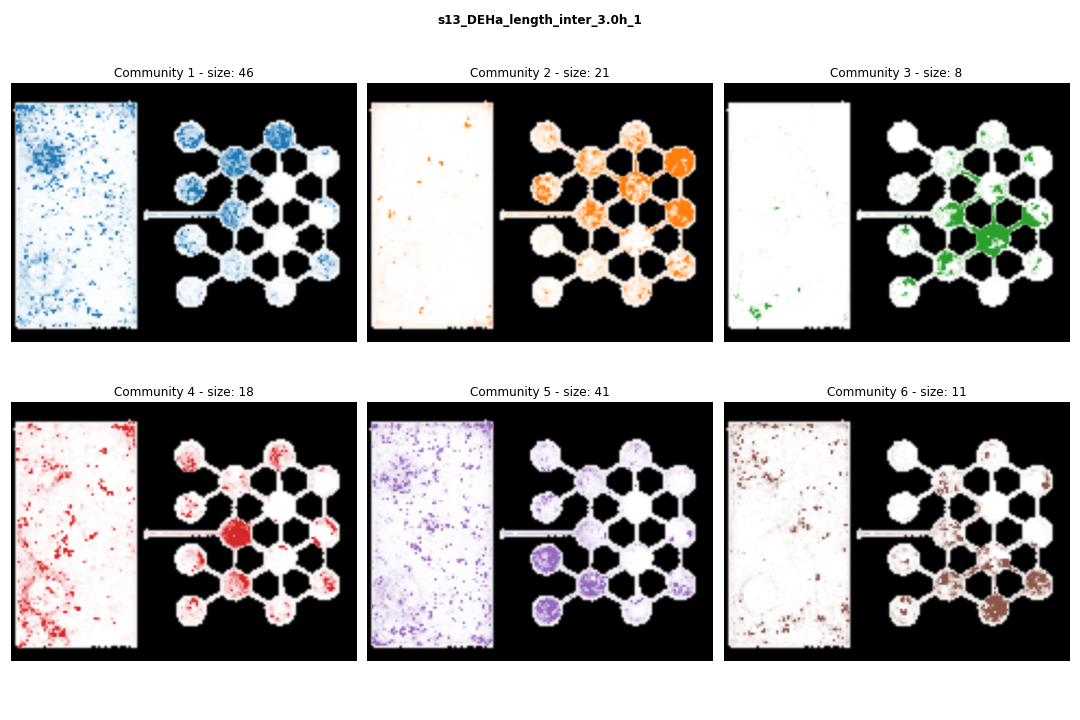 s13_DEHa_length_inter_3.0h_1
Community 1 - size: 46
Community 2 - size: 21
Community 3 - size: 8
Community 4 - size: 18
Community 5 - size: 41
Community 6 - size: 11